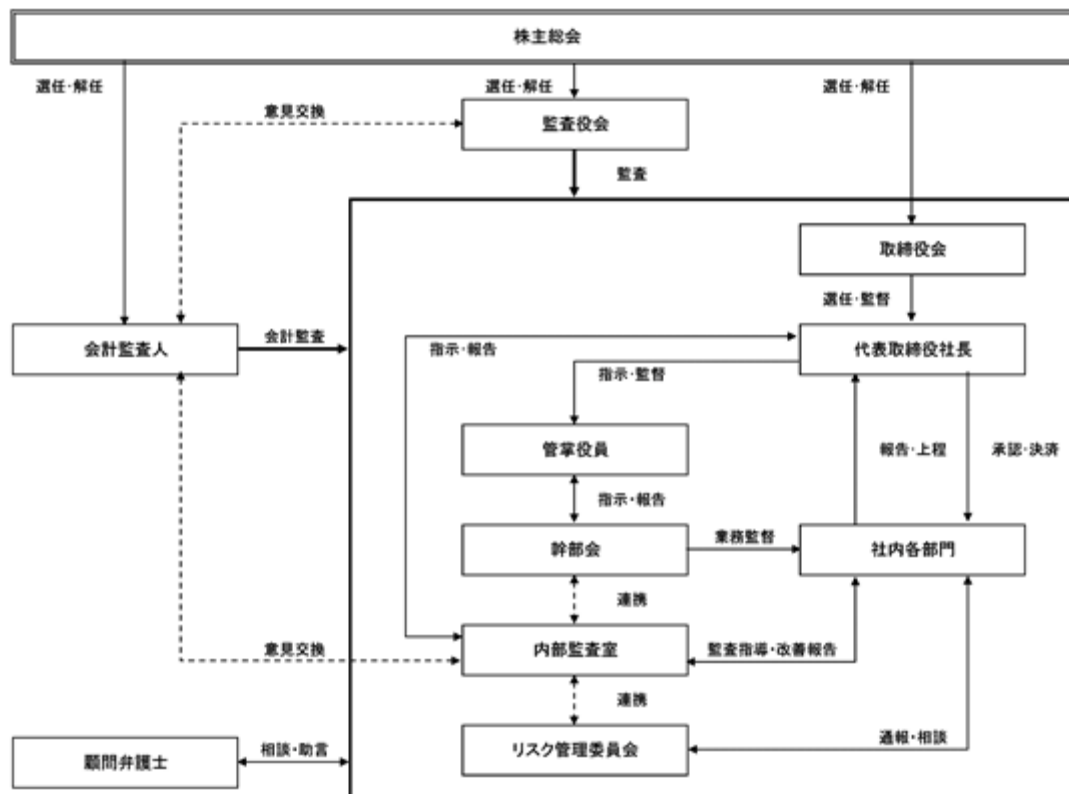 株主総会
選任・解任
選任・解任
選任・解任
意見交換
監査役会
監査
取締役会
選任・監督
会計監査人
会計監査
指示・報告
代表取締役社長
指示・監督
管掌役員
報告・上程
承認・決済
指示・報告
幹部会
業務監督
社内各部門
連携
意見交換
内部監査室
監査指導・改善報告
連携
顧問弁護士
相談・助言
リスク管理委員会
通報・相談